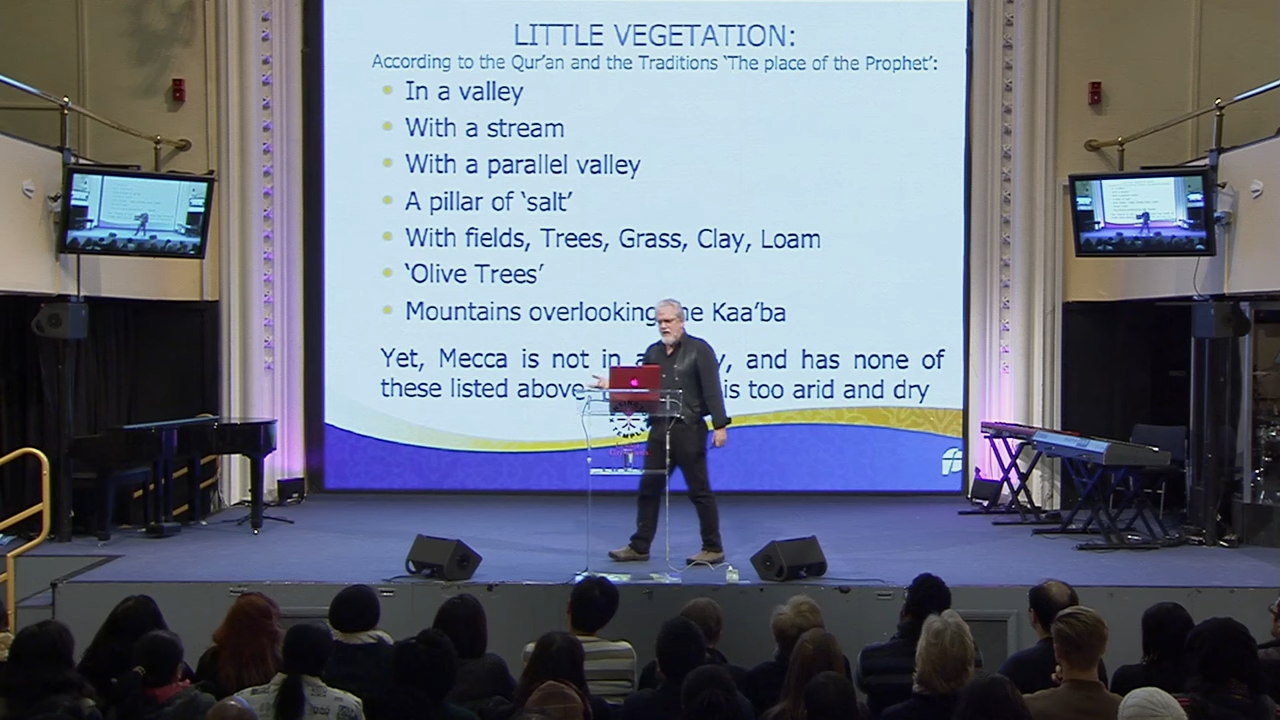 LITTLE VEGETATION:
According to the Qur'an and the Traditions 'The place of the Prophet':
In a valley
With a stream
With a parallel valley
A pillar of 'salt'
With fields, Trees, Grass, Clay, Loam
'Olive Trees'
Mountains overlooking Kaa'ba
Yet, Mecca is not in and has none of
these listed above is too arid and dry
TEMPLE